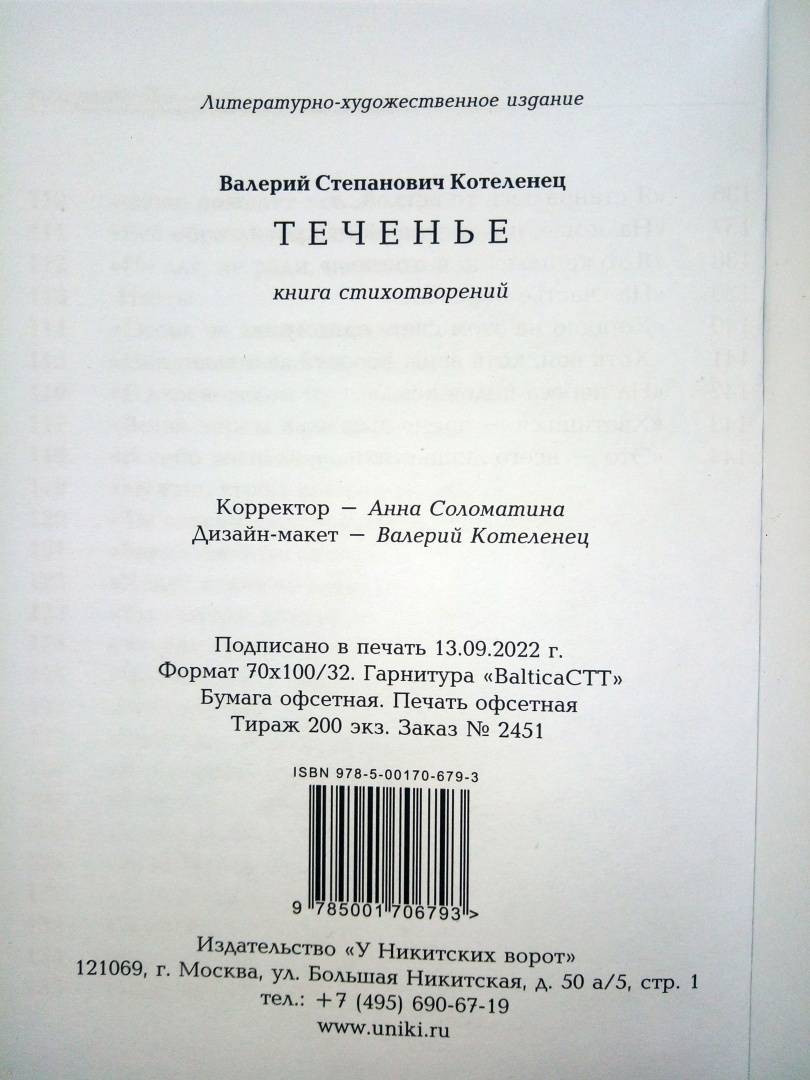 Литературно-художественное издание
Валерий Степанович Котеленец
ТЕЧЕНЬЕ
книга стихотворений
Корректор — Анна Соломатина
Дизайн-макет — Валерий Котеленец
Подписано в печать 13.09.2022 г.
Формат 70х100/32. Гарнитура «BalticaCTT»
Бумага офсетная. Печать офсетная
Тираж 200 экз. Заказ № 2451
ISBN 978-5-00170-679-3
9 785001 706793 >
Издательство «У Никитских ворот»
121069, г. Москва, ул. Большая Никитская, д. 50 а/5, стр. 1
тел.: +7 (495) 690-67-19
www.uniki.ru